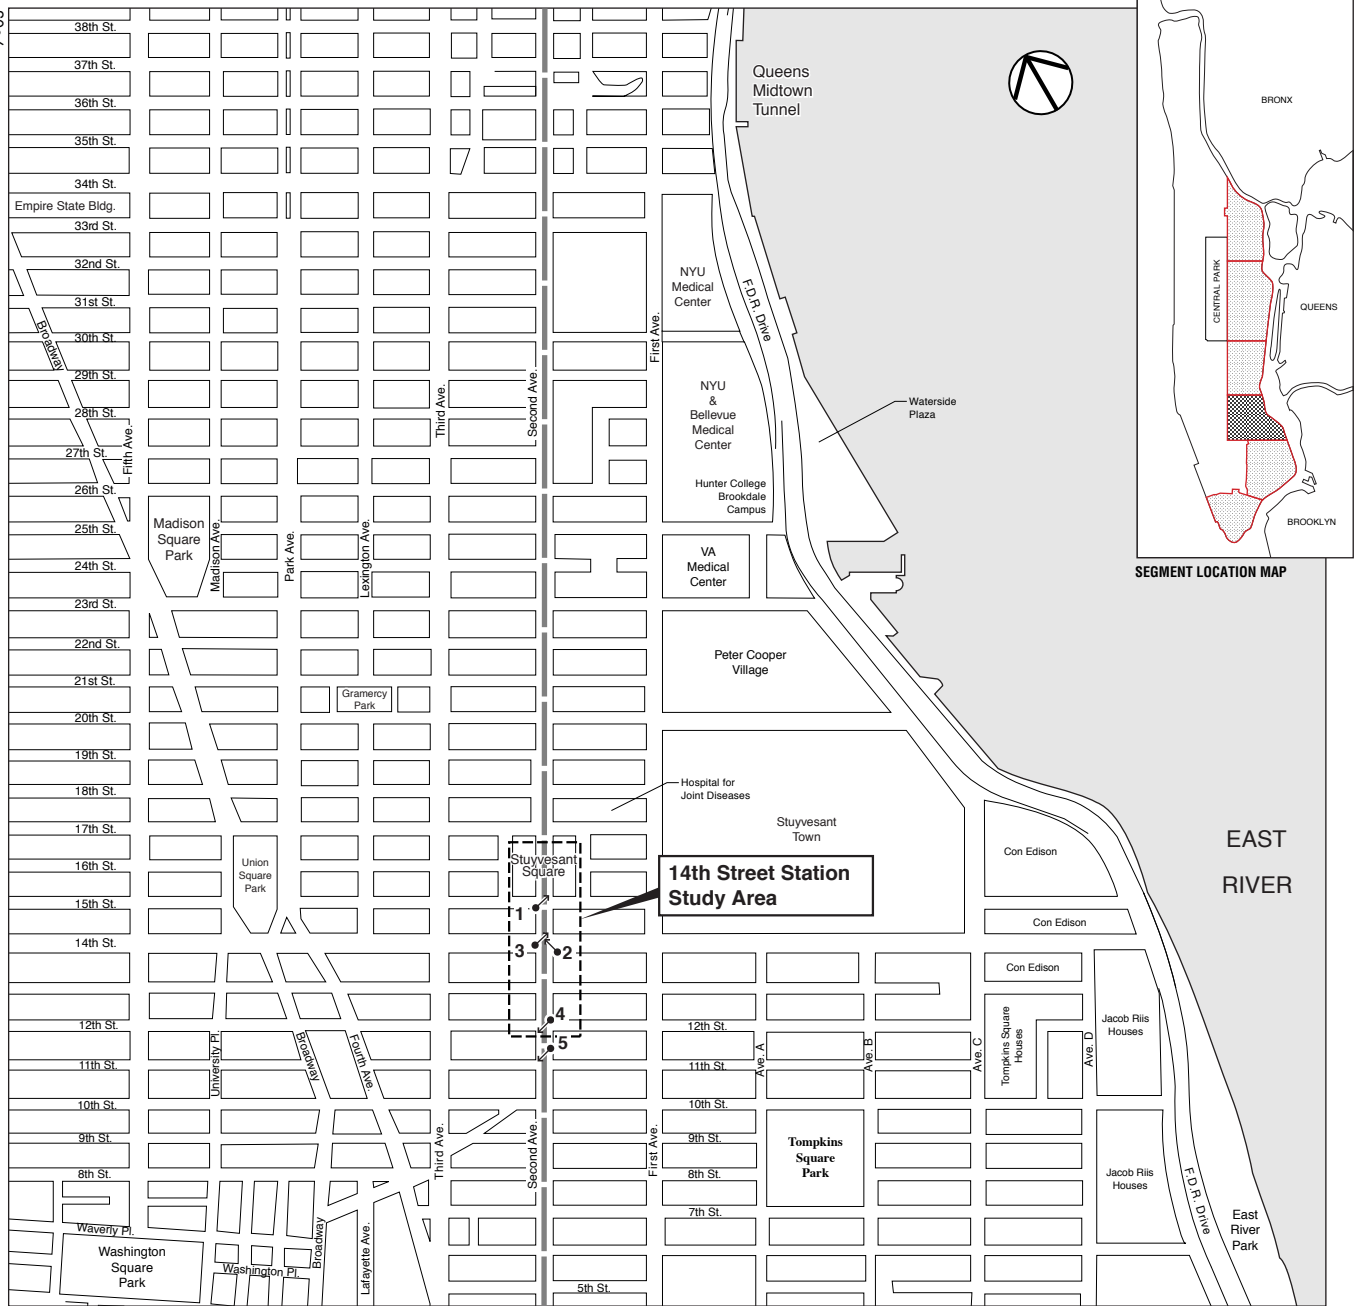 38th St.
37th St.
36th St.
35th St.
34th St.
Empire State Bldg.
33rd St.
32nd St.
31st St.
30th St.
29th St.
28th St.
27th St.
26th St.
25th St.
24th St.
23rd St.
22nd St.
21st St.
20th St.
19th St.
18th St.
17th St.
16th St.
15th St.
14th St.
12th St.
11th St.
10th St.
9th St.
8th St.
Waverly Pl.
Washington
Square
Park
Washington Pl.
Broadway
Fifth Ave.
Madison
Square
Park
Madison Ave.
Park Ave.
Lexington Ave.
Third Ave.
Second Ave.
First Ave.
Gramercy
Park
Union
Square
Park
University Pl.
Broadway
Fourth Ave.
Broadway
Lafayette Ave.
Third Ave.
Second Ave.
First Ave.
Queens
Midtown
Tunnel
NYU
Medical
Center
F.D.R. Drive
NYU
&
Bellevue
Medical
Center
Hunter College
Brookdale
Campus
VA
Medical
Center
Waterside
Plaza
Peter Cooper
Village
Hospital for
Joint Diseases
Stuyvesant
Town
Stuyvesant
Square
14th Street Station
Study Area
1
3
2
4
5
Con Edison
Con Edison
Con Edison
EAST
RIVER
12th St.
11th St.
10th St.
9th St.
8th St.
7th St.
5th St.
Ave. A
Ave. B
Ave. C
Ave. D
Tompkins Square
Houses
Jacob Riis
Houses
Tompkins
Square
Park
Jacob Riis
Houses
F.D.R. Drive
East
River
Park
BRONX
CENTRAL PARK
QUEENS
BROOKLYN
SEGMENT LOCATION MAP